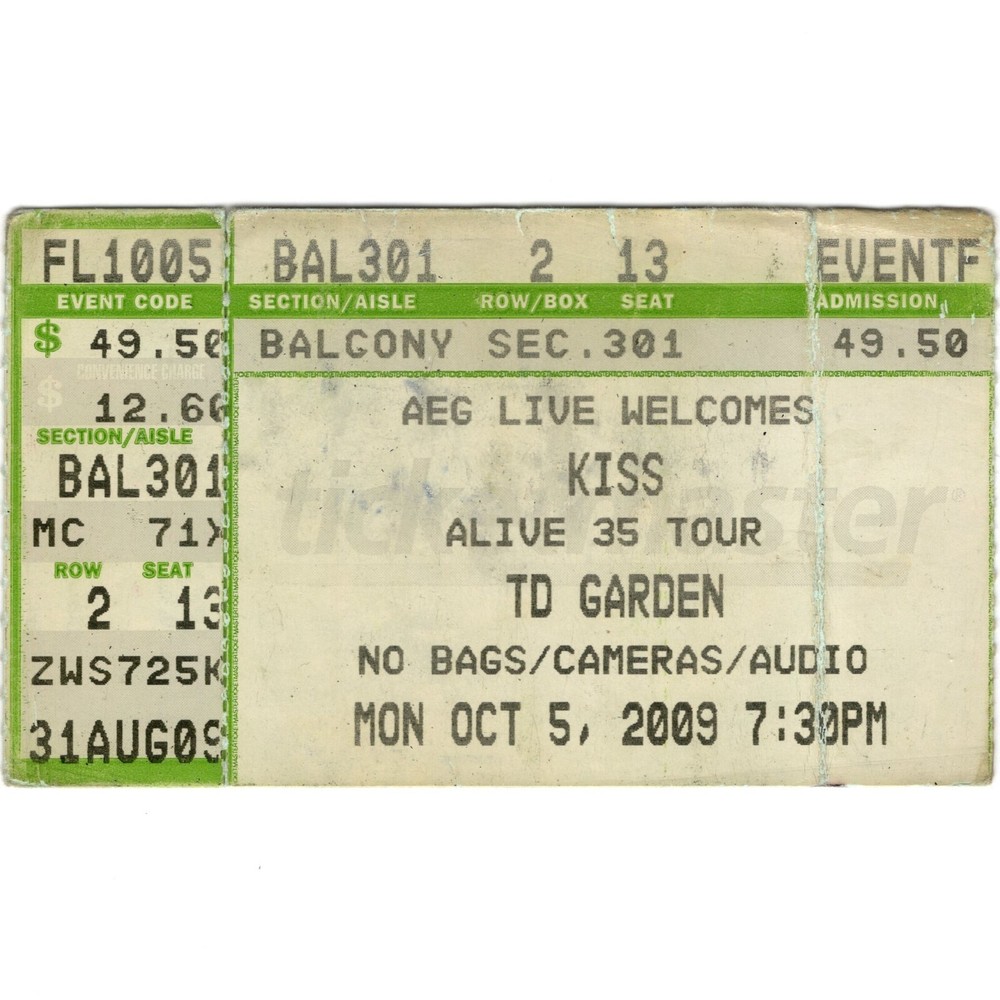 FL1005
EVENT CODE
$ 49.50
CONVENIENCE CHARGE
$
12.60
SECTION/AISLE
BAL301
MC 71X
ROW SEAT
2 13
ZWS725K
31AUG09
BAL301 2 13 EVENTF
SECTION/AISLE ROW/BOX SEAT ADMISSION
BALCONY SEC.301 49.50
AEG LIVE WELCOMES
KISS
ALIVE 35 TOUR
ticketmaster®
TD GARDEN
NO BAGS/CAMERAS/AUDIO
MON OCT 5, 2009 7:30PM